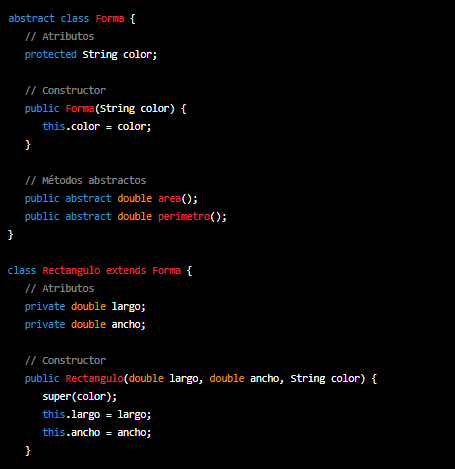 abstract class Forma {
// Atributos
protected String color;
// Constructor
public Forma(String color) {
this.color = color;
}
// Métodos abstractos
public abstract double area();
public abstract double perimetro();
}
class Rectangulo extends Forma {
// Atributos
private double largo;
private double ancho;
// Constructor
public Rectangulo(double largo, double ancho, String color) {
super(color);
this.largo = largo;
this.ancho = ancho;
}